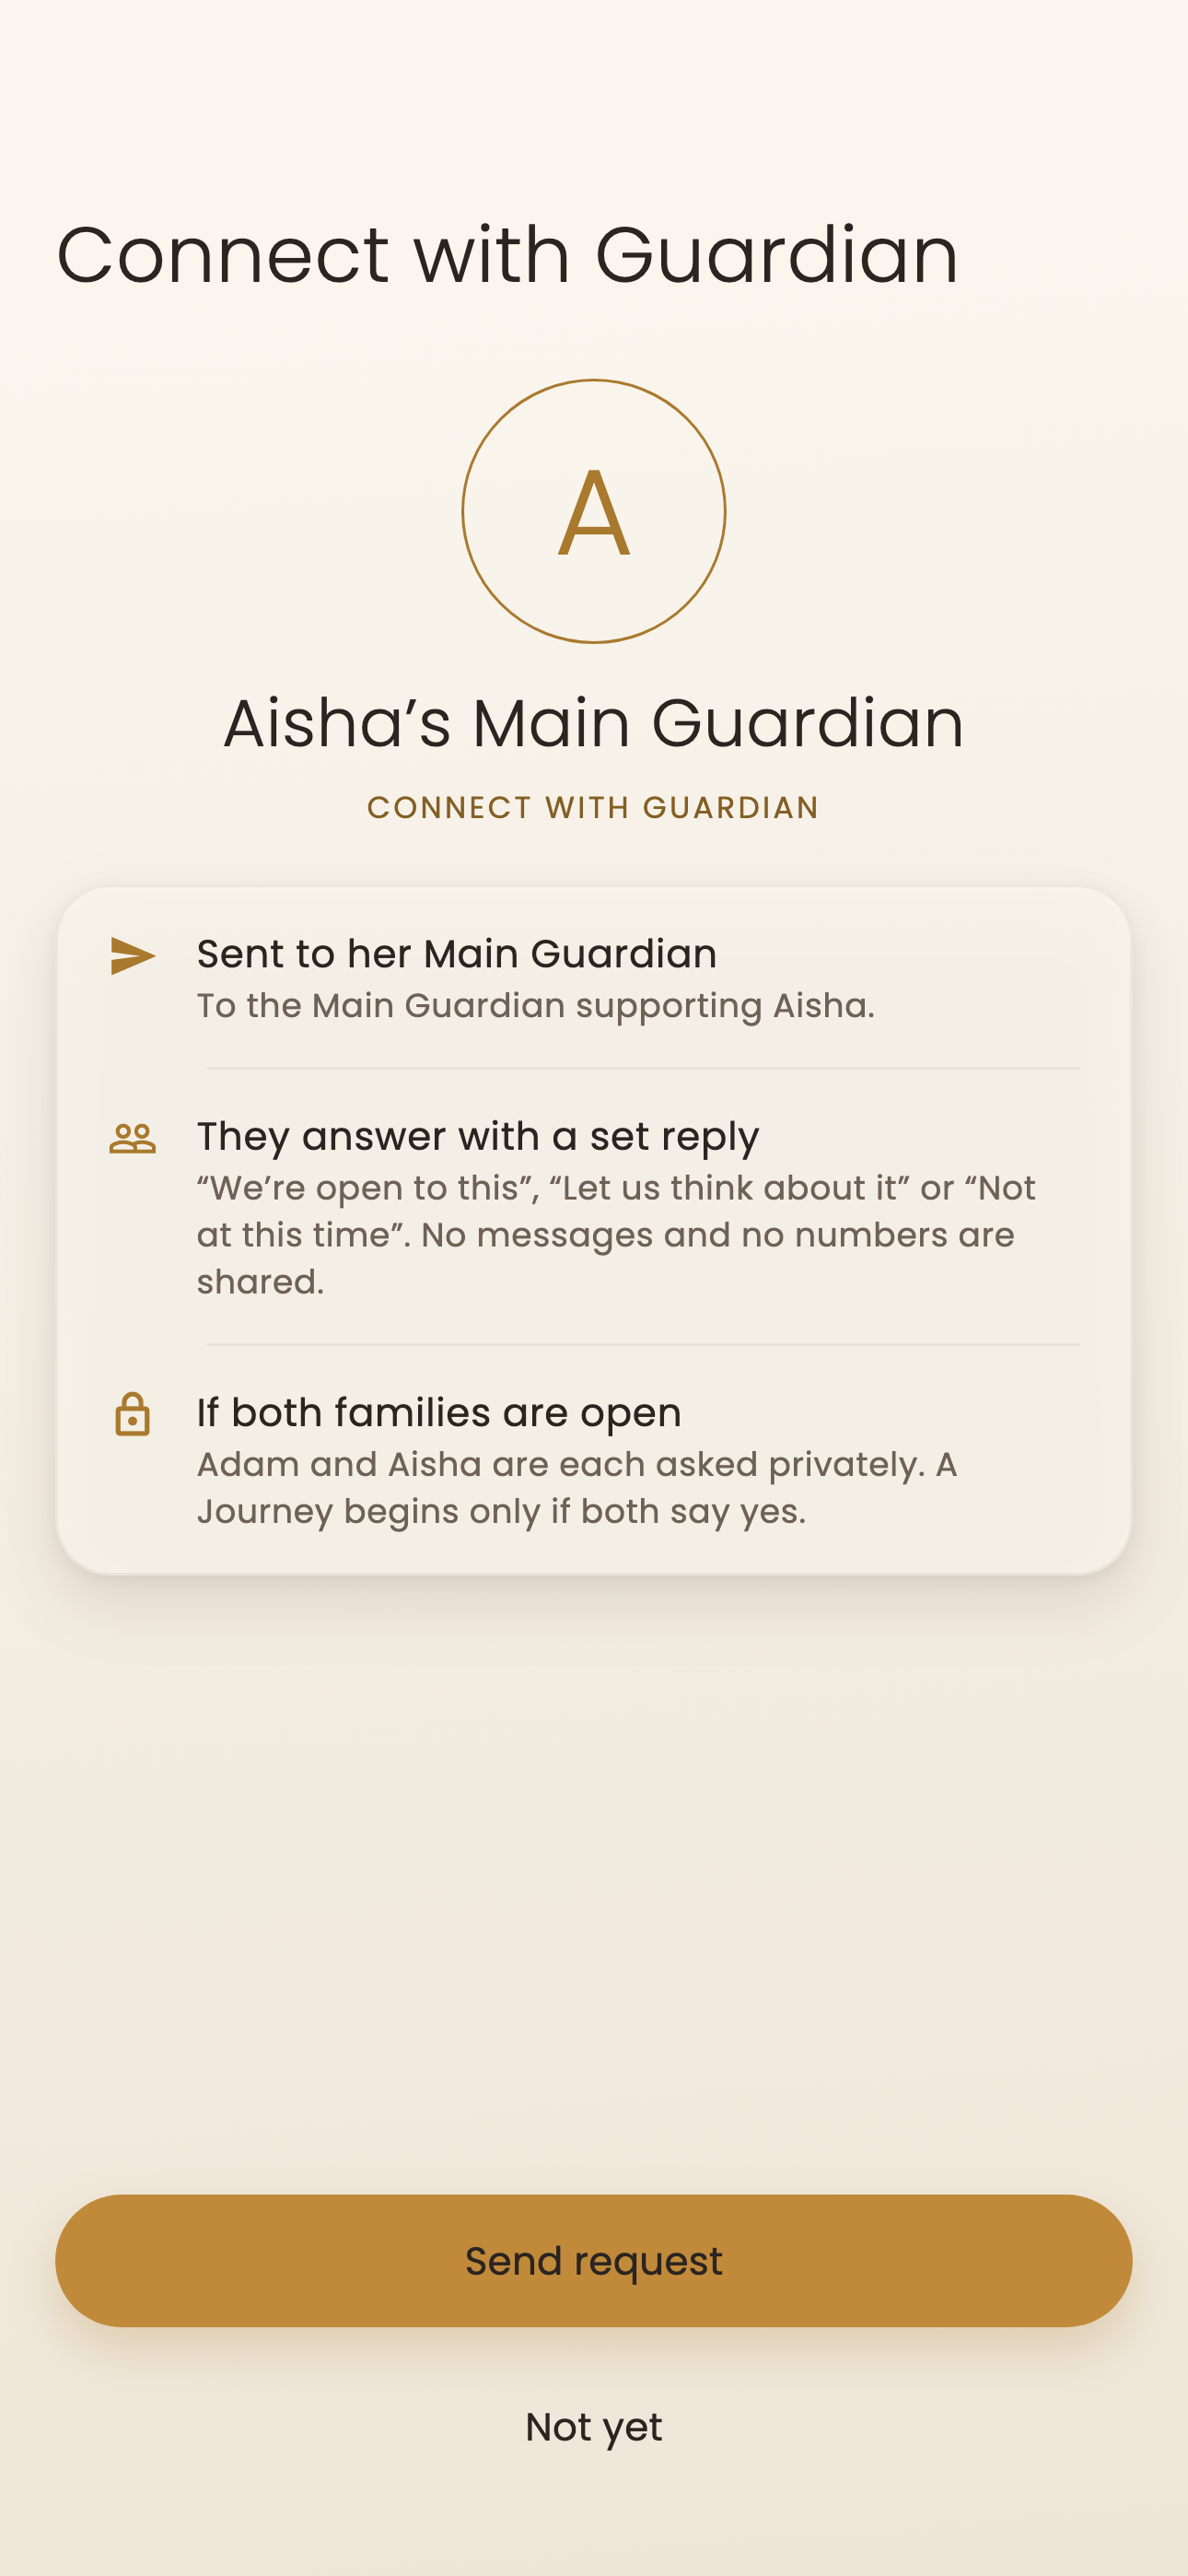 Connect with Guardian
A
Aisha’s Main Guardian
CONNECT WITH GUARDIAN
Sent to her Main Guardian
To the Main Guardian supporting Aisha.
They answer with a set reply
“We’re open to this”, “Let us think about it” or “Not
at this time”. No messages and no numbers are
shared.
If both families are open
Adam and Aisha are each asked privately. A
Journey begins only if both say yes.
Send request
Not yet